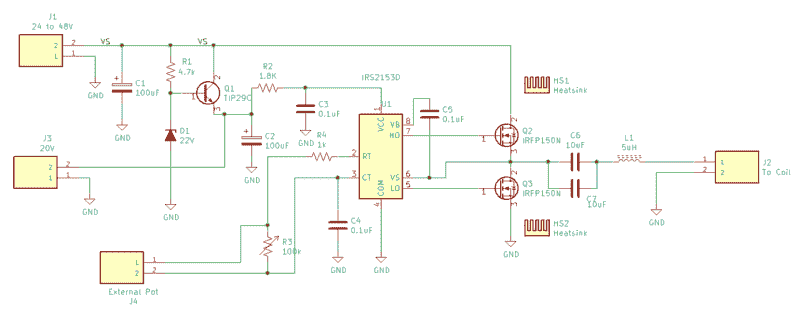 J1
24 to 48V
2
1
VS
VS
GND
C1
100uF
GND
R1
4.7k
Q1
TIP29C
2
1
3
D1
22V
GND
J3
20V
2
1
GND
R2
1.8K
C2
100uF
GND
C3
0.1uF
GND
IRS2153D
U1
R4
1k
1
VCC
2
RT
3
CT
COM
4
VB
8
HO
7
VS
6
LO
5
GND
C4
0.1uF
GND
R3
100k
1
2
1
2
External Pot
J4
C5
0.1uF
HS1
Heatsink
Q2
IRFP150N
1
2
3
Q3
IRFP150N
1
2
3
HS2
Heatsink
GND
C6
10uF
C7
10uF
L1
5uH
1
2
1
2
J2
To Coil
GND